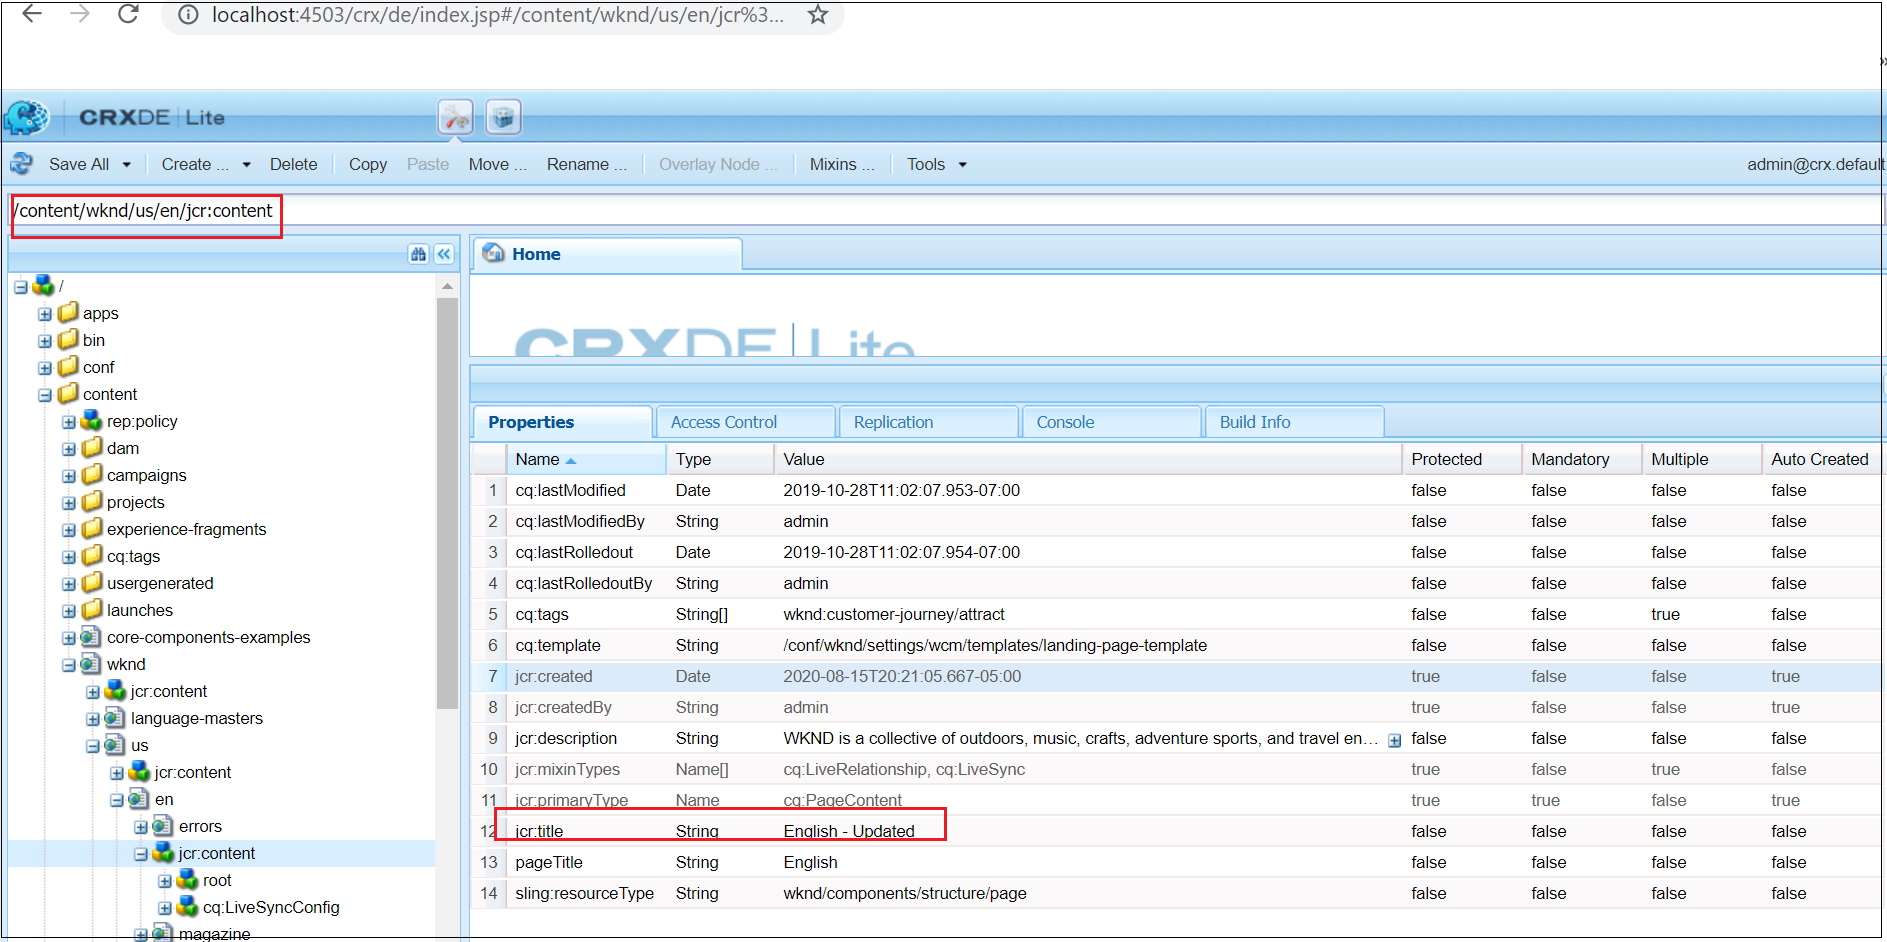 localhost:4503/crx/de/index.jsp#/content/wknd/us/en/jcr%3...
»
CRXDE | Lite
Save All Create ... Delete Copy Paste Move ... Rename ... Overlay Node ... Mixins ... Tools admin@crx.default
/content/wknd/us/en/jcr:content
Home
CRXDE | Lite
/
apps
bin
conf
content
rep:policy
dam
campaigns
projects
experience-fragments
cq:tags
usergenerated
launches
core-components-examples
wknd
jcr:content
language-masters
us
jcr:content
en
errors
jcr:content
root
cq:LiveSyncConfig
magazine
Properties Access Control Replication Console Build Info
Name Type Value Protected Mandatory Multiple Auto Created
1 cq:lastModified Date 2019-10-28T11:02:07.953-07:00 false false false false
2 cq:lastModifiedBy String admin false false false false
3 cq:lastRolledout Date 2019-10-28T11:02:07.954-07:00 false false false false
4 cq:lastRolledoutBy String admin false false false false
5 cq:tags String[] wknd:customer-journey/attract false false true false
6 cq:template String /conf/wknd/settings/wcm/templates/landing-page-template false false false false
7 jcr:created Date 2020-08-15T20:21:05.667-05:00 true false false true
8 jcr:createdBy String admin true false false true
9 jcr:description String WKND is a collective of outdoors, music, crafts, adventure sports, and travel en... false false false false
10 jcr:mixinTypes Name[] cq:LiveRelationship, cq:LiveSync true false true false
11 jcr:primaryType Name cq:PageContent true true false true
12 jcr:title String English - Updated false false false false
13 pageTitle String English false false false false
14 sling:resourceType String wknd/components/structure/page false false false false